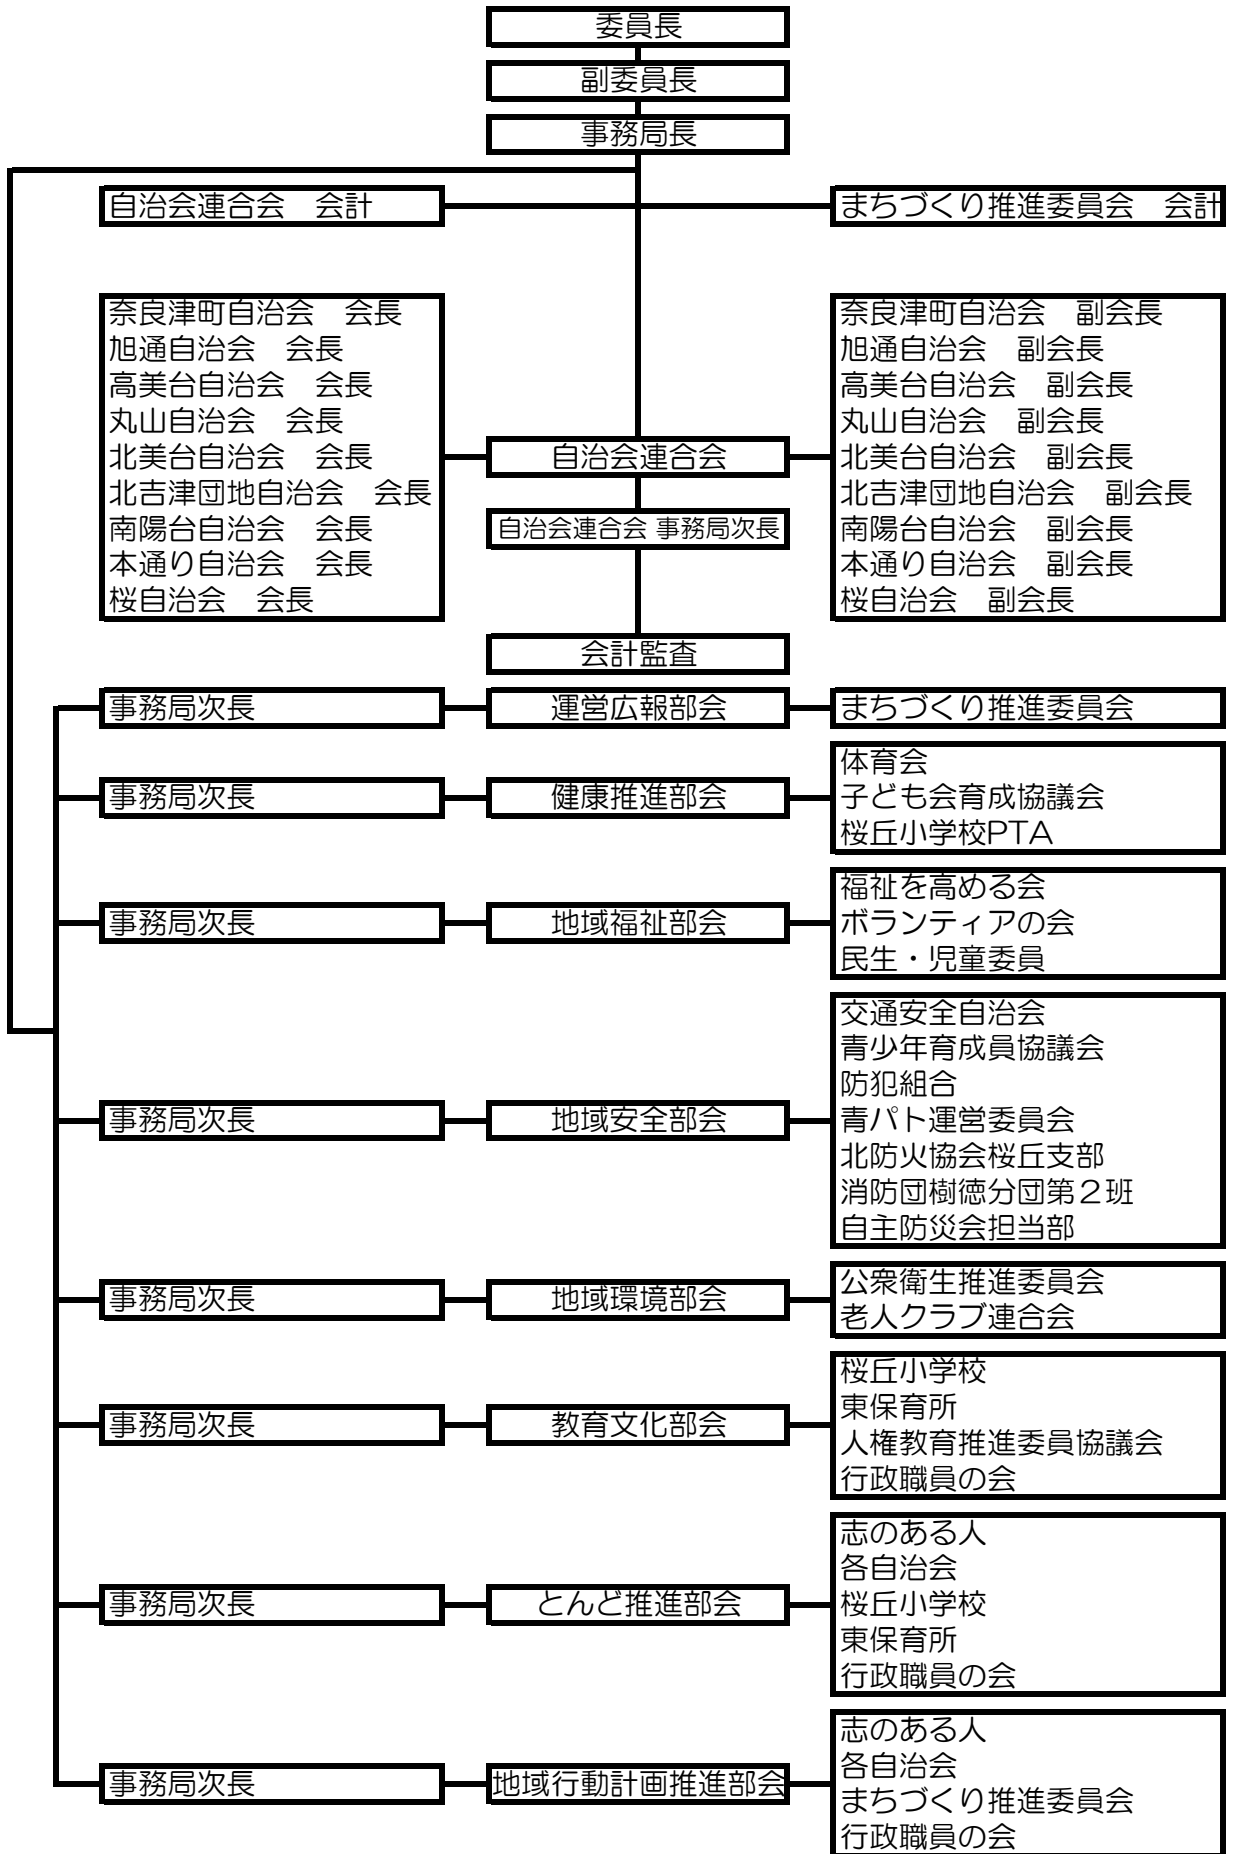 委員長
副委員長
事務局長
自治会連合会　会計
まちづくり推進委員会　会計
奈良津町自治会　会長
旭通自治会　会長
高美台自治会　会長
丸山自治会　会長
北美台自治会　会長
北吉津団地自治会　会長
南陽台自治会　会長
本通り自治会　会長
桜自治会　会長
自治会連合会
自治会連合会 事務局次長
奈良津町自治会　副会長
旭通自治会　副会長
高美台自治会　副会長
丸山自治会　副会長
北美台自治会　副会長
北吉津団地自治会　副会長
南陽台自治会　副会長
本通り自治会　副会長
桜自治会　副会長
会計監査
事務局次長
運営広報部会
まちづくり推進委員会
事務局次長
健康推進部会
体育会
子ども会育成協議会
桜丘小学校PTA
事務局次長
地域福祉部会
福祉を高める会
ボランティアの会
民生・児童委員
事務局次長
地域安全部会
交通安全自治会
青少年育成員協議会
防犯組合
青パト運営委員会
北防火協会桜丘支部
消防団樹徳分団第２班
自主防災会担当部
事務局次長
地域環境部会
公衆衛生推進委員会
老人クラブ連合会
事務局次長
教育文化部会
桜丘小学校
東保育所
人権教育推進委員協議会
行政職員の会
事務局次長
とんど推進部会
志のある人
各自治会
桜丘小学校
東保育所
行政職員の会
事務局次長
地域行動計画推進部会
志のある人
各自治会
まちづくり推進委員会
行政職員の会